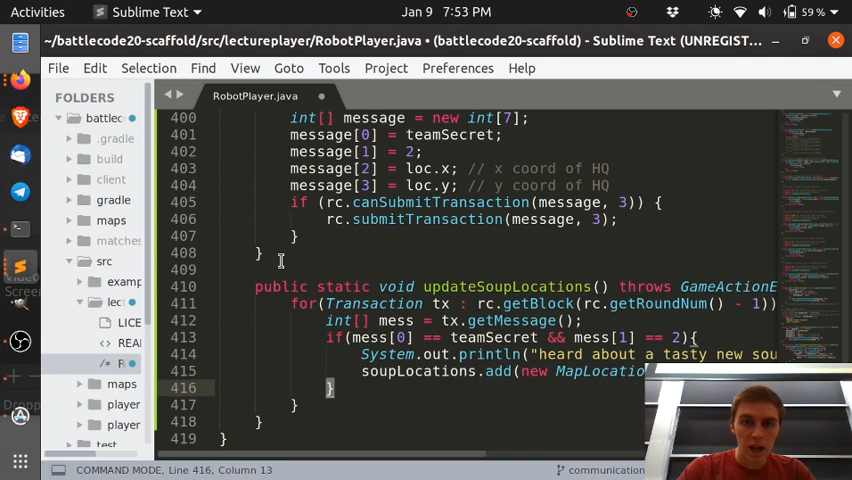 Activities Sublime Text Jan 9 7:53 PM 59 %
~/battlecode20-scaffold/src/lectureplayer/RobotPlayer.java • (battlecode20-scaffold) - Sublime Text (UNREGIST...
File Edit Selection Find View Goto Tools Project Preferences Help
FOLDERS
battlec
.gradle
build
client
gradle
maps
matches
src
examp
lect
LICE
REA
/* R
maps
player
player
test
RobotPlayer.java
400 int[] message = new int[7];
401 message[0] = teamSecret;
402 message[1] = 2;
403 message[2] = loc.x; // x coord of HQ
404 message[3] = loc.y; // y coord of HQ
405 if (rc.canSubmitTransaction(message, 3)) {
406 rc.submitTransaction(message, 3);
407 }
408 }
409
410 public static void updateSoupLocations() throws GameActionE
411 for(Transaction tx : rc.getBlock(rc.getRoundNum() - 1))
412 int[] mess = tx.getMessage();
413 if(mess[0] == teamSecret && mess[1] == 2){
414 System.out.println("heard about a tasty new sou
415 soupLocations.add(new MapLocatio
416 }
417 }
418 }
419 }
COMMAND MODE, Line 416, Column 13 communication